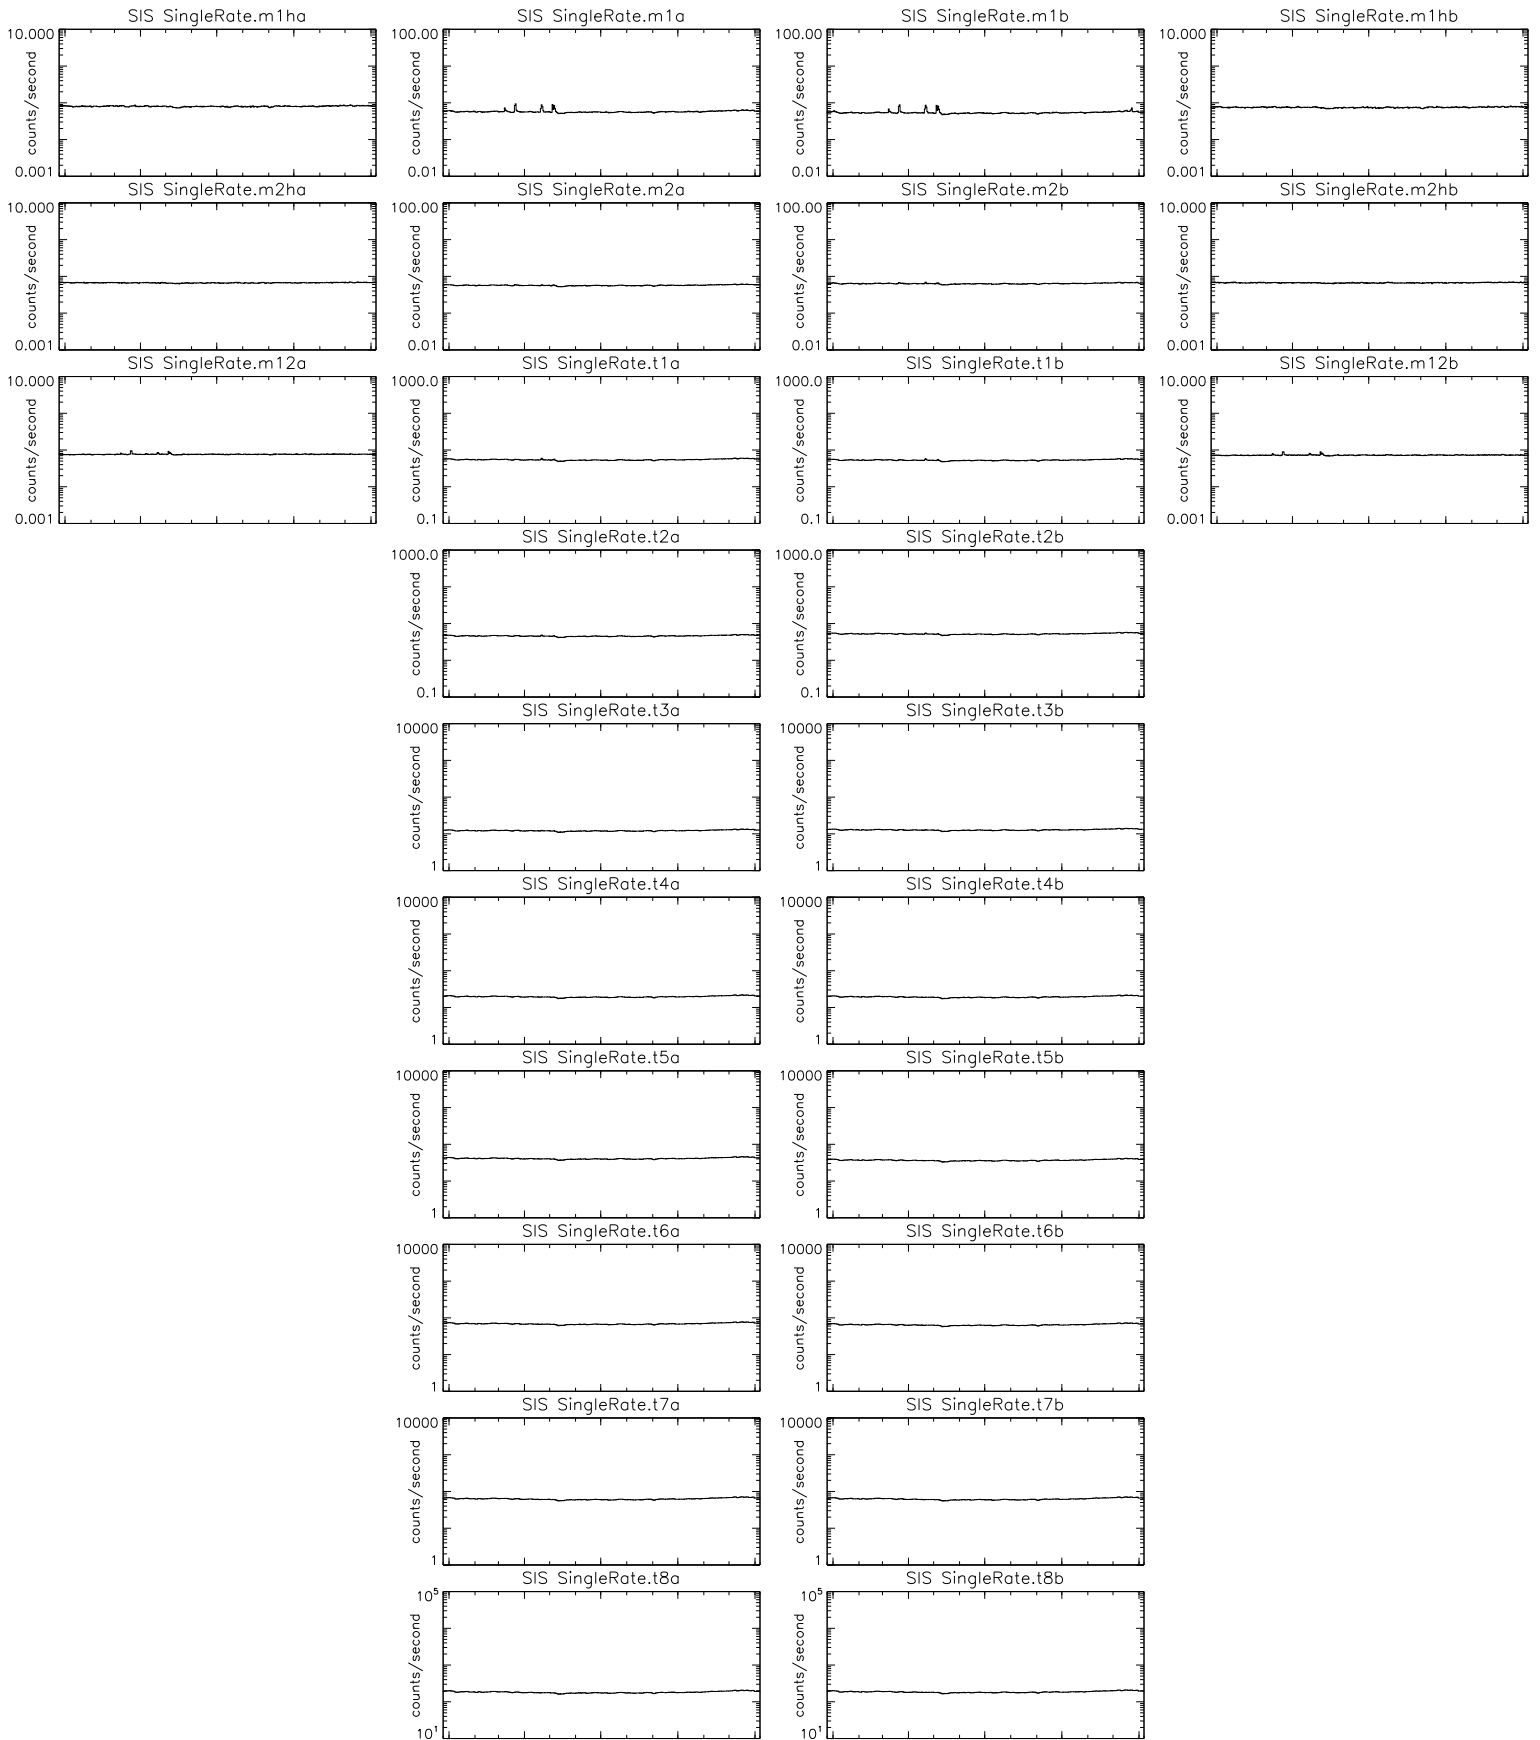 SIS SingleRate.m1ha
10.000
counts/second
0.001
SIS SingleRate.m1a
100.00
counts/second
0.01
SIS SingleRate.m1b
100.00
counts/second
0.01
SIS SingleRate.m1hb
10.000
counts/second
0.001
SIS SingleRate.m2ha
10.000
counts/second
0.001
SIS SingleRate.m2a
100.00
counts/second
0.01
SIS SingleRate.m2b
100.00
counts/second
0.01
SIS SingleRate.m2hb
10.000
counts/second
0.001
SIS SingleRate.m12a
10.000
counts/second
0.001
SIS SingleRate.t1a
1000.0
counts/second
0.1
SIS SingleRate.t1b
1000.0
counts/second
0.1
SIS SingleRate.m12b
10.000
counts/second
0.001
SIS SingleRate.t2a
1000.0
counts/second
0.1
SIS SingleRate.t2b
1000.0
counts/second
0.1
SIS SingleRate.t3a
10000
counts/second
1
SIS SingleRate.t3b
10000
counts/second
1
SIS SingleRate.t4a
10000
counts/second
1
SIS SingleRate.t4b
10000
counts/second
1
SIS SingleRate.t5a
10000
counts/second
1
SIS SingleRate.t5b
10000
counts/second
1
SIS SingleRate.t6a
10000
counts/second
1
SIS SingleRate.t6b
10000
counts/second
1
SIS SingleRate.t7a
10000
counts/second
1
SIS SingleRate.t7b
10000
counts/second
1
SIS SingleRate.t8a
10⁵
counts/second
10¹
SIS SingleRate.t8b
10⁵
counts/second
10¹